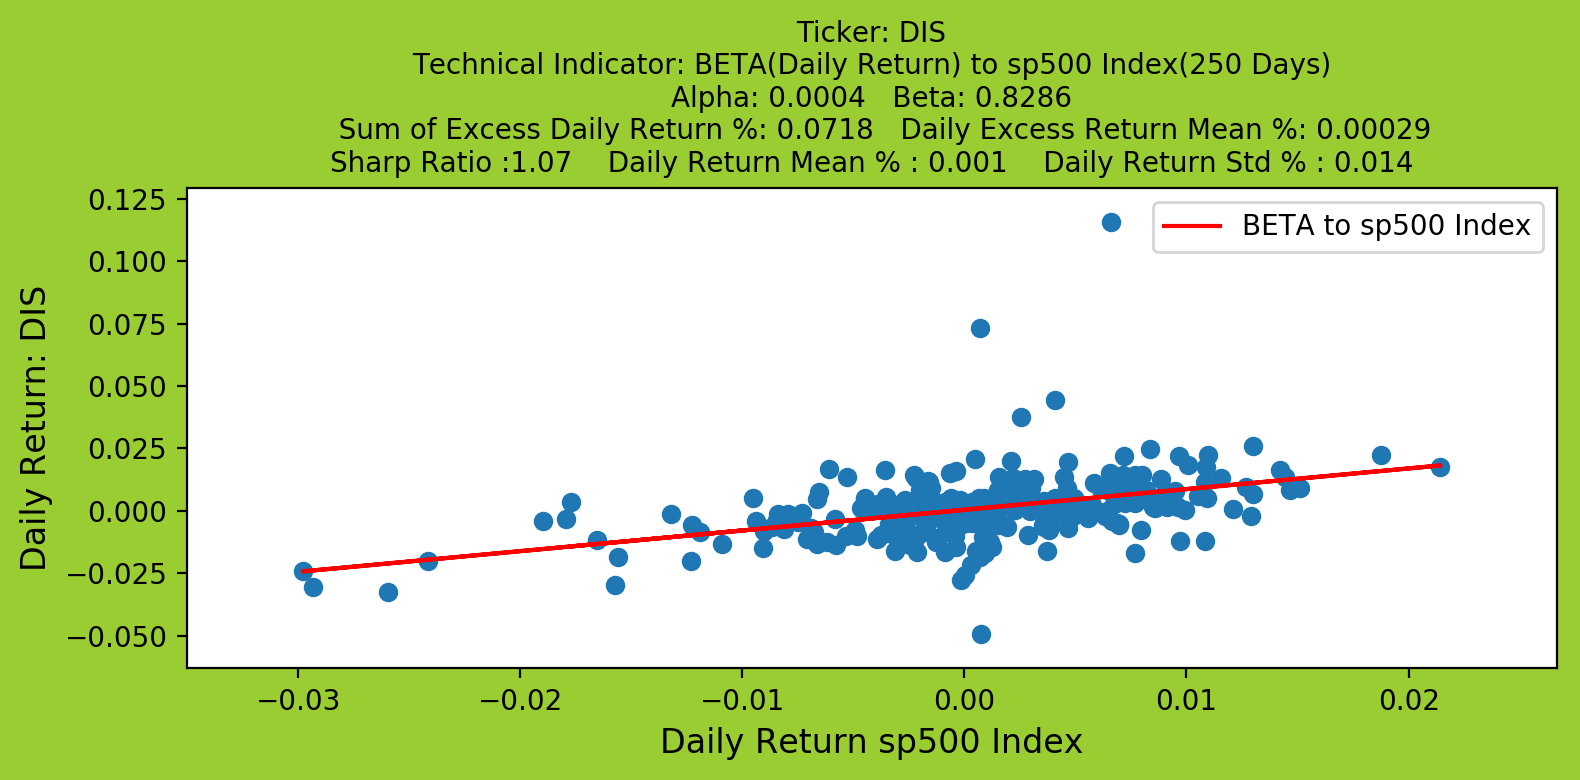 Ticker: DIS
Technical Indicator: BETA(Daily Return) to sp500 Index(250 Days)
Alpha: 0.0004   Beta: 0.8286
Sum of Excess Daily Return %: 0.0718   Daily Excess Return Mean %: 0.00029
Sharp Ratio :1.07    Daily Return Mean % : 0.001    Daily Return Std % : 0.014
BETA to sp500 Index
Daily Return: DIS
0.125
0.100
0.075
0.050
0.025
0.000
−0.025
−0.050
−0.03 −0.02 −0.01 0.00 0.01 0.02
Daily Return sp500 Index